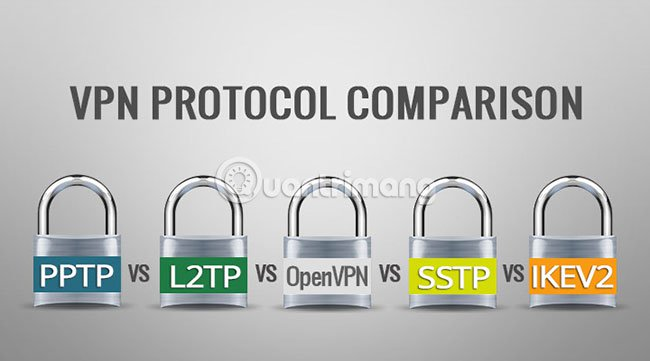 VPN PROTOCOL COMPARISON
Quantrimang
PPTP VS L2TP VS OpenVPN VS SSTP VS IKEV2